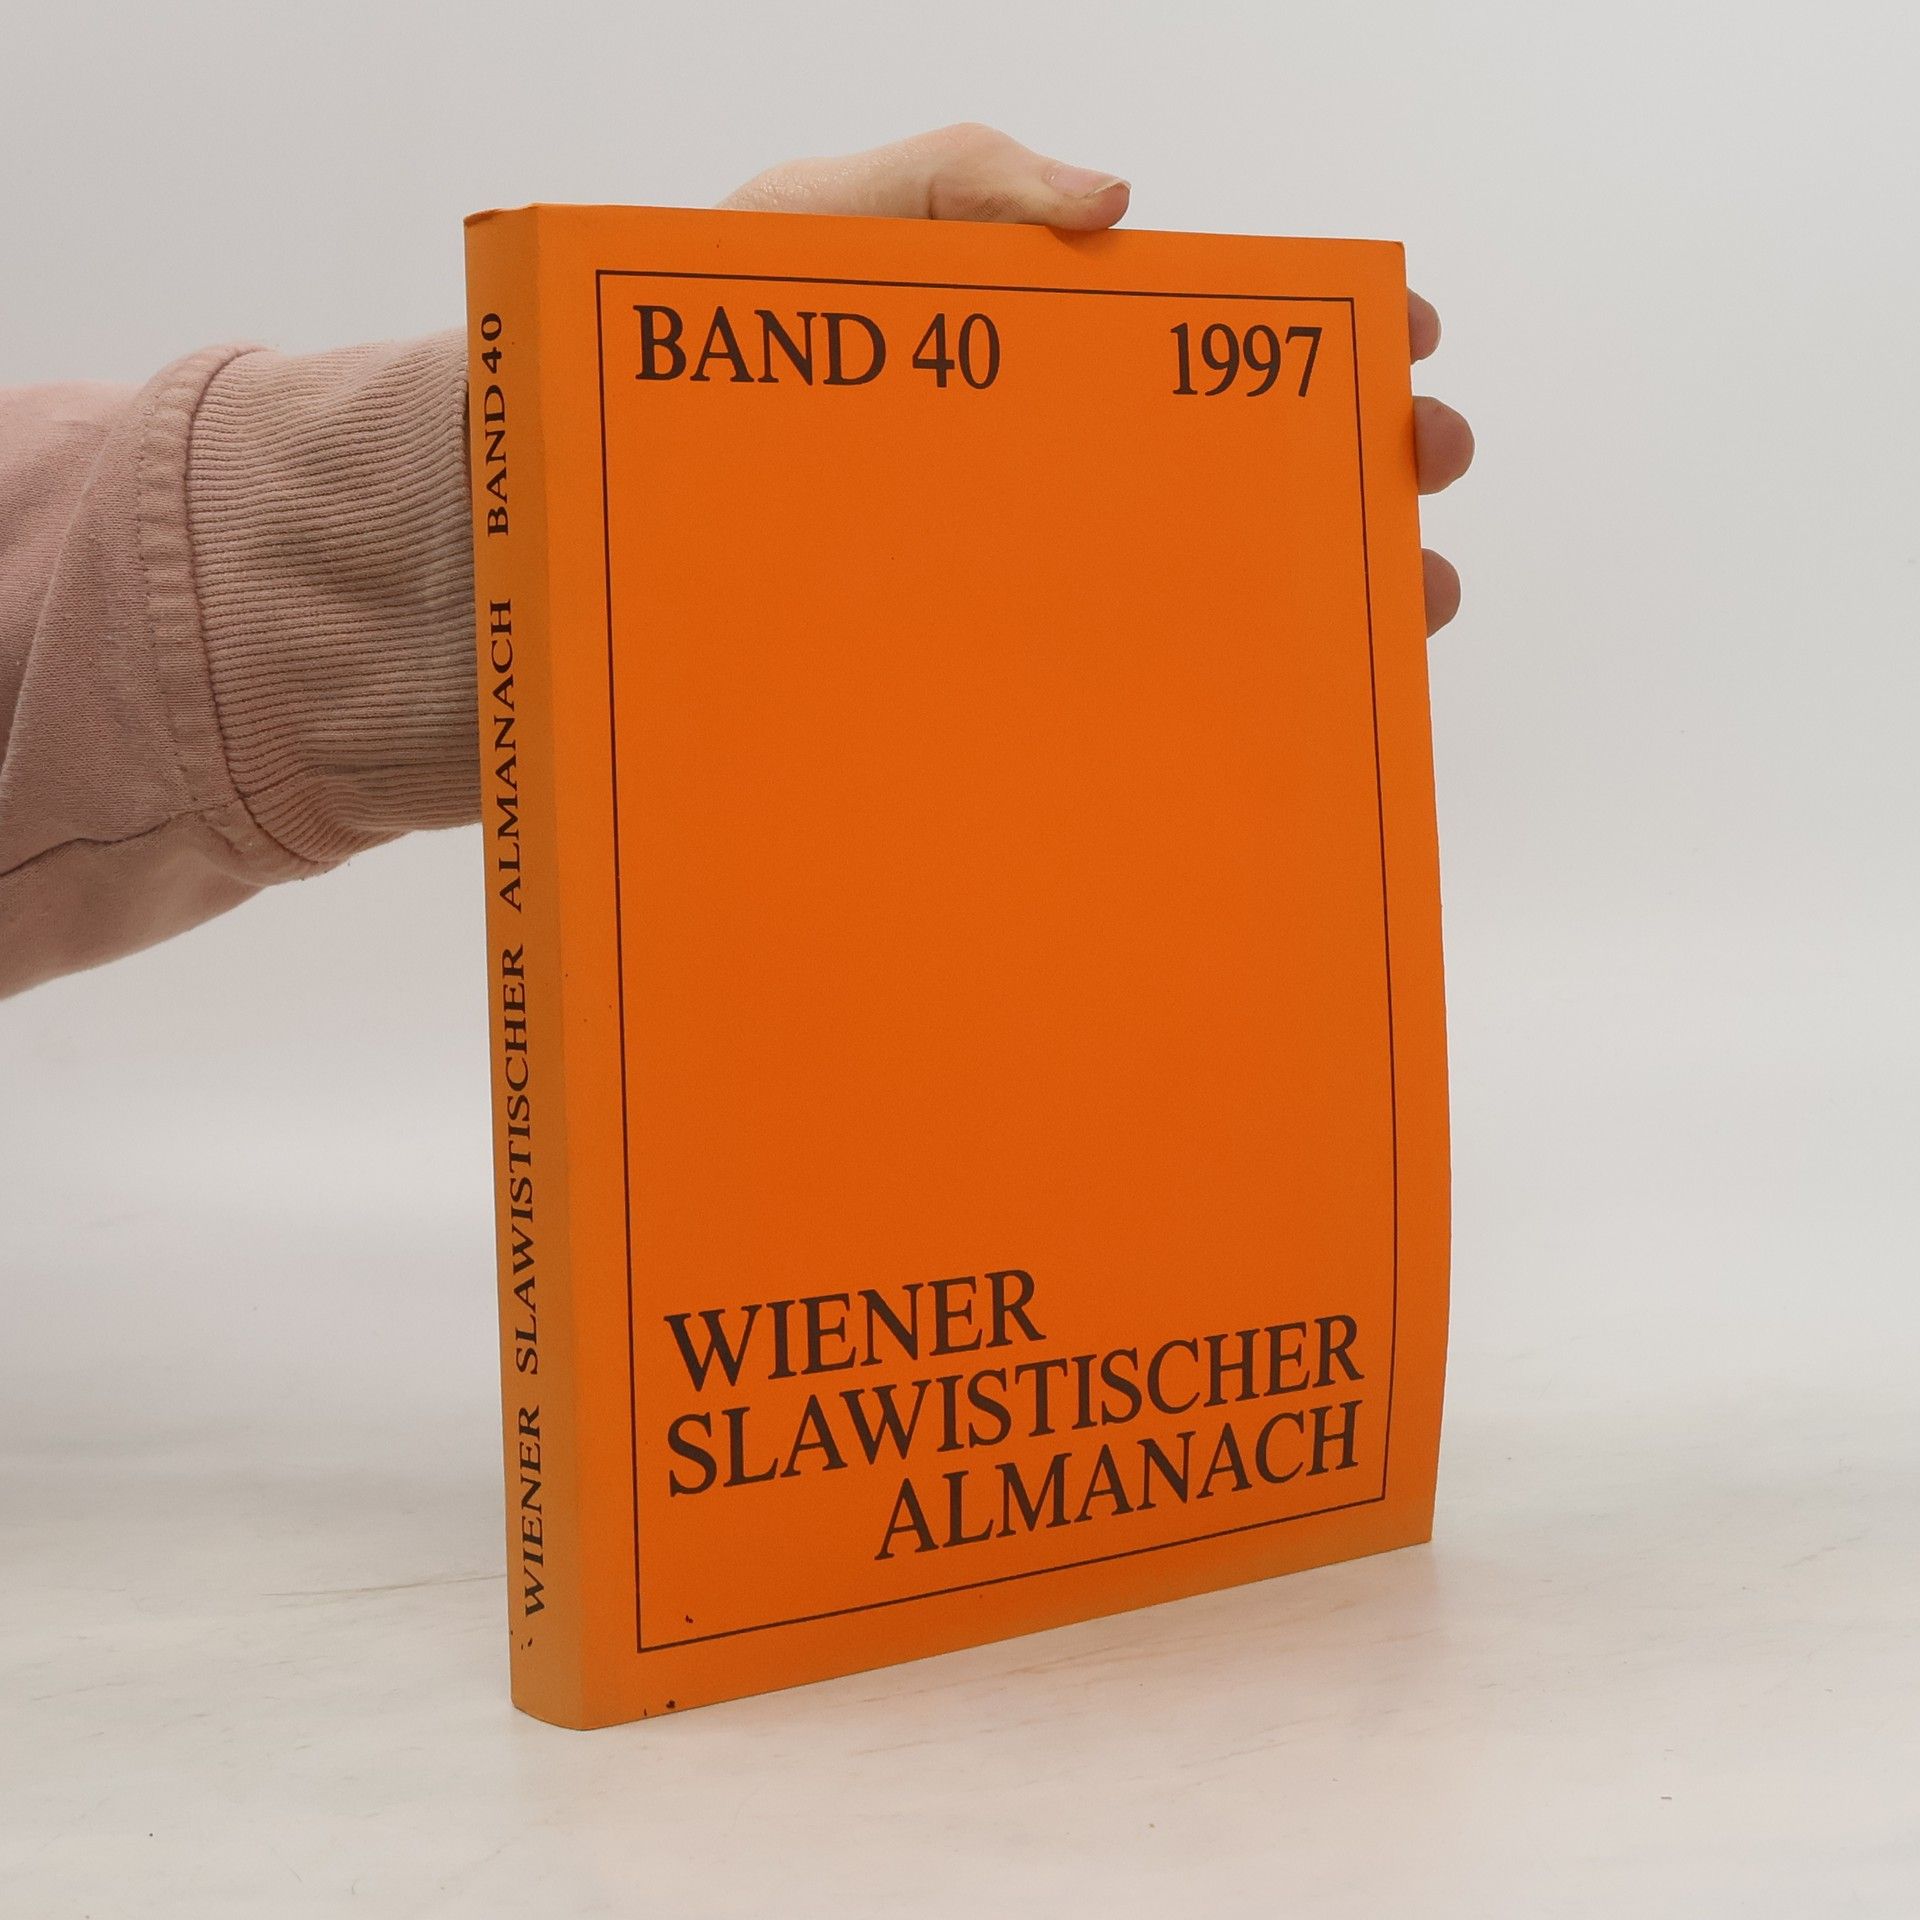 BAND 40 1997
WIENER
SLAWISTISCHER
ALMANACH
WIENER SLAWISTISCHER ALMANACH BAND 40